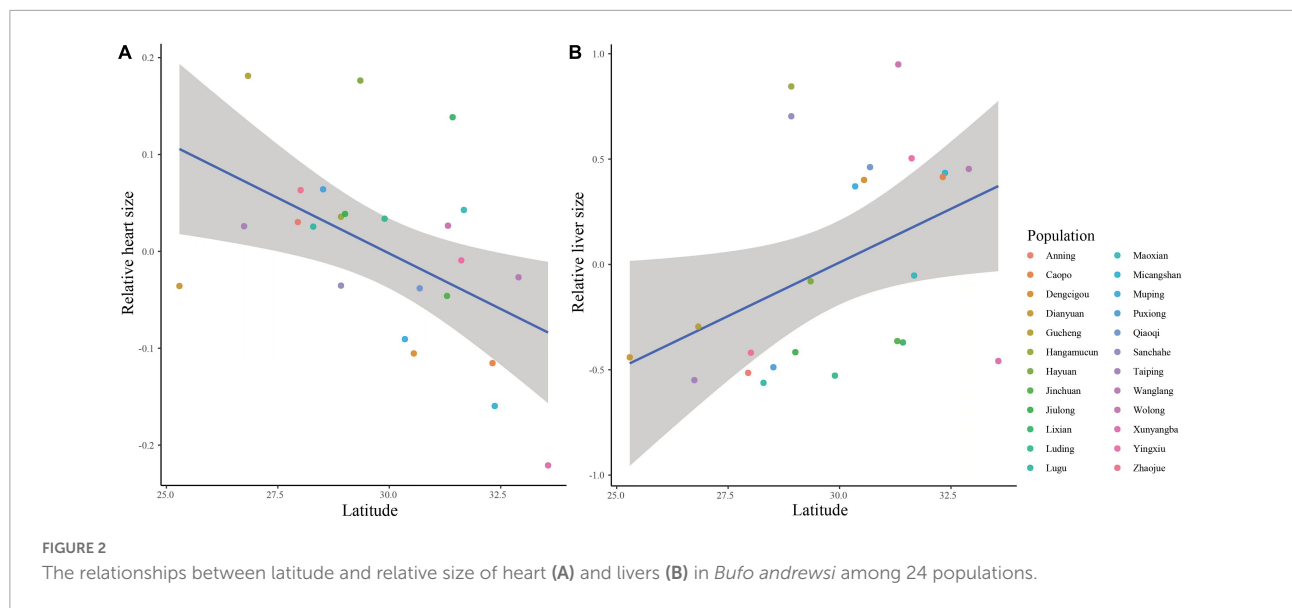 A
B
0.2
0.1
0.0
-0.1
-0.2
Relative heart size
25.0 27.5 30.0 32.5
Latitude
1.0
0.5
0.0
-0.5
-1.0
Relative liver size
25.0 27.5 30.0 32.5
Latitude
Population
Anning Maoxian
Caopo Micangshan
Dengcigou Muping
Dianyuan Puxiong
Gucheng Qiaoqi
Hangamucun Sanchahe
Hayuan Taiping
Jinchuan Wanglang
Jiulong Wolong
Lixian Xunyangba
Luding Yingxiu
Lugu Zhaojue
FIGURE 2
The relationships between latitude and relative size of heart (A) and livers (B) in Bufo andrewsi among 24 populations.